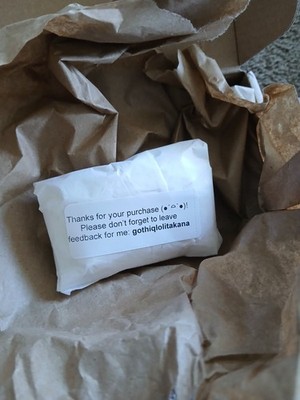 Thanks for your purchase (●´ω`●)!
Please don't forget to leave
feedback for me: gothiqlolitakana